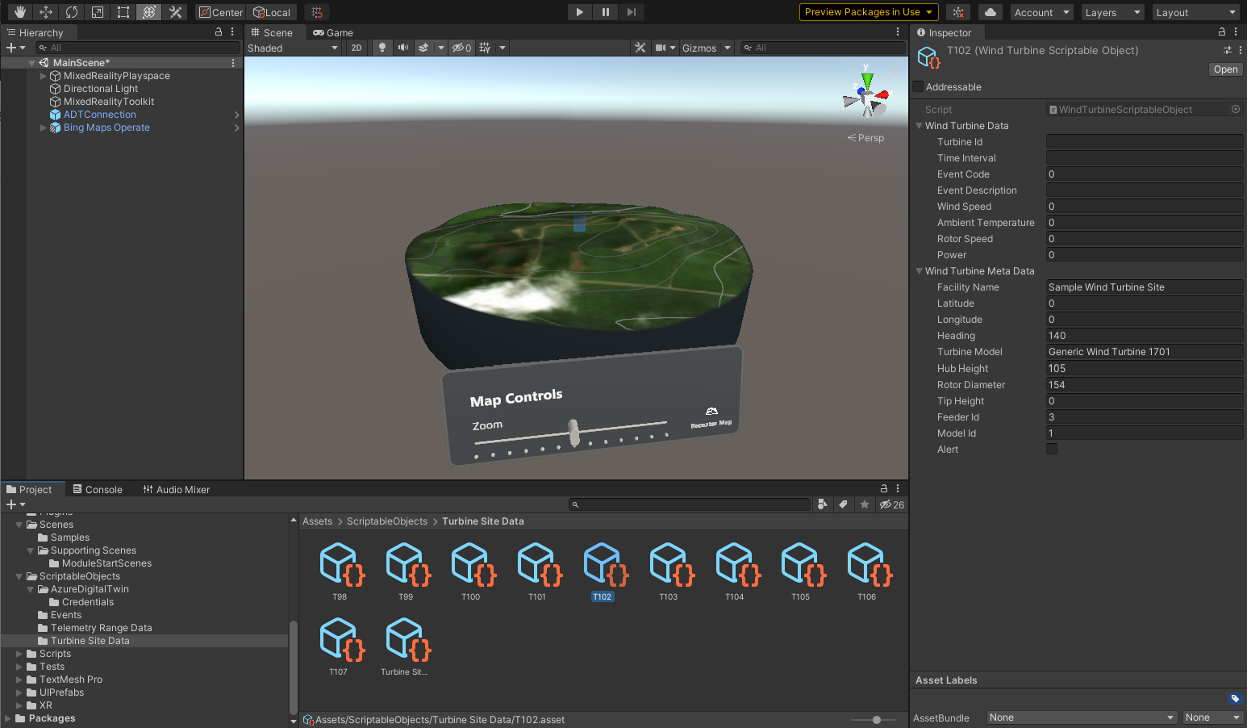 Center
Local
Preview Packages in Use
Account
Layers
Layout
Hierarchy
All
MainScene*
MixedRealityPlayspace
Directional Light
MixedRealityToolkit
ADTConnection
Bing Maps Operate
Scene
Game
Shaded
2D
0
Gizmos
All
y
Persp
Map Controls
Zoom
Inspector
T102 (Wind Turbine Scriptable Object)
Open
Addressable
Script WindTurbineScriptableObject
Wind Turbine Data
Turbine Id
Time Interval
Event Code 0
Event Description
Wind Speed 0
Ambient Temperature 0
Rotor Speed 0
Power 0
Wind Turbine Meta Data
Facility Name Sample Wind Turbine Site
Latitude 0
Longitude 0
Heading 140
Turbine Model Generic Wind Turbine 1701
Hub Height 105
Rotor Diameter 154
Tip Height 0
Feeder Id 3
Model Id 1
Alert
Project
Console
Audio Mixer
26
Plugins
Scenes
Samples
Supporting Scenes
ModuleStartScenes
ScriptableObjects
AzureDigitalTwin
Credentials
Events
Telemetry Range Data
Turbine Site Data
Scripts
Tests
TextMesh Pro
UIPrefabs
XR
Packages
Assets > ScriptableObjects > Turbine Site Data
T98
T99
T100
T101
T102
T103
T104
T105
T106
T107
Turbine Sit...
Assets/ScriptableObjects/Turbine Site Data/T102.asset
Asset Labels
AssetBundle None None